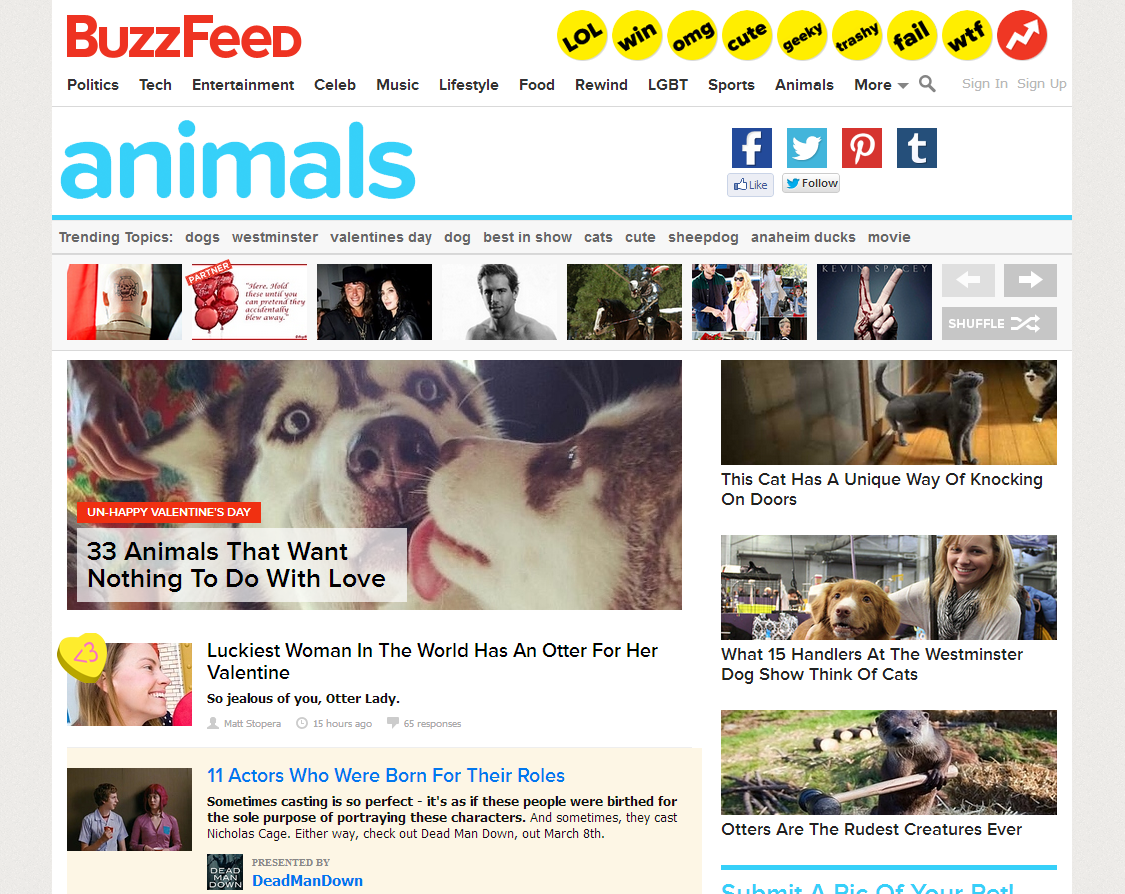 BuzzFeed
LOL win omg cute geeky trashy fail wtf
Politics Tech Entertainment Celeb Music Lifestyle Food Rewind LGBT Sports Animals More Sign In Sign Up
animals
Like Follow
Trending Topics: dogs westminster valentines day dog best in show cats cute sheepdog anaheim ducks movie
PARTNER
"Here, Hold
these until you
can pretend they
accidentally
blew away."
KEVIN SPACEY
SHUFFLE
UN-HAPPY VALENTINE'S DAY
33 Animals That Want
Nothing To Do With Love
<3
Luckiest Woman In The World Has An Otter For Her
Valentine
So jealous of you, Otter Lady.
Matt Stopera 15 hours ago 65 responses
11 Actors Who Were Born For Their Roles
Sometimes casting is so perfect - it's as if these people were birthed for
the sole purpose of portraying these characters. And sometimes, they cast
Nicholas Cage. Either way, check out Dead Man Down, out March 8th.
DEAD
MAN
DOWN
PRESENTED BY
DeadManDown
This Cat Has A Unique Way Of Knocking
On Doors
What 15 Handlers At The Westminster
Dog Show Think Of Cats
Otters Are The Rudest Creatures Ever
Submit A Pic Of Your Pet!